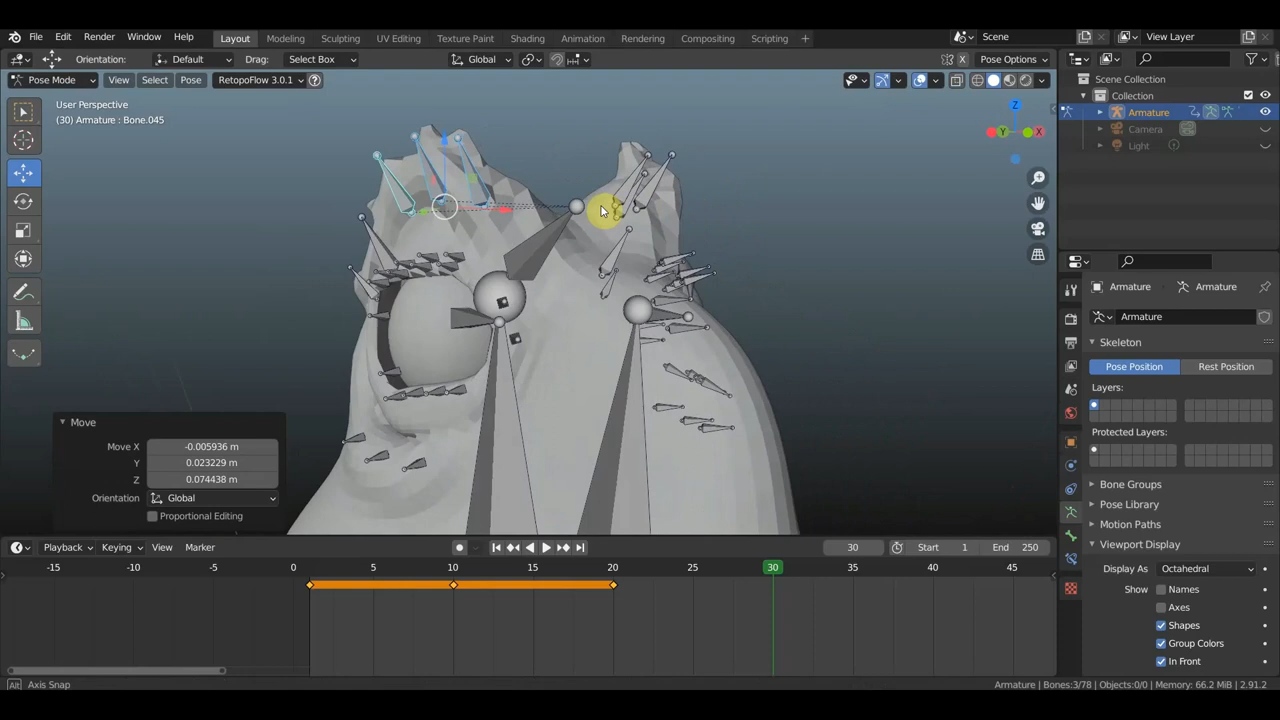 File Edit Render Window Help Layout Modeling Sculpting UV Editing Texture Paint Shading Animation Rendering Compositing Scripting + Scene View Layer
Orientation: Default Drag: Select Box Global X Pose Options
Pose Mode View Select Pose RetopoFlow 3.0.1
User Perspective
(30) Armature : Bone.045
Z
Y
X
Scene Collection
Collection
Armature
Camera
Light
Armature Armature
Armature
Skeleton
Pose Position Rest Position
Layers:
Protected Layers:
Bone Groups
Pose Library
Motion Paths
Viewport Display
Display As Octahedral
Show Names
Axes
Shapes
Group Colors
In Front
Move
Move X -0.005936 m
Y 0.023229 m
Z 0.074438 m
Orientation Global
Proportional Editing
Playback Keying View Marker 30 Start 1 End 250
-15 -10 -5 0 5 10 15 20 25 30 35 40 45
Alt Axis Snap Armature | Bones:3/78 | Objects:0/0 | Memory: 66.2 MiB | 2.91.2